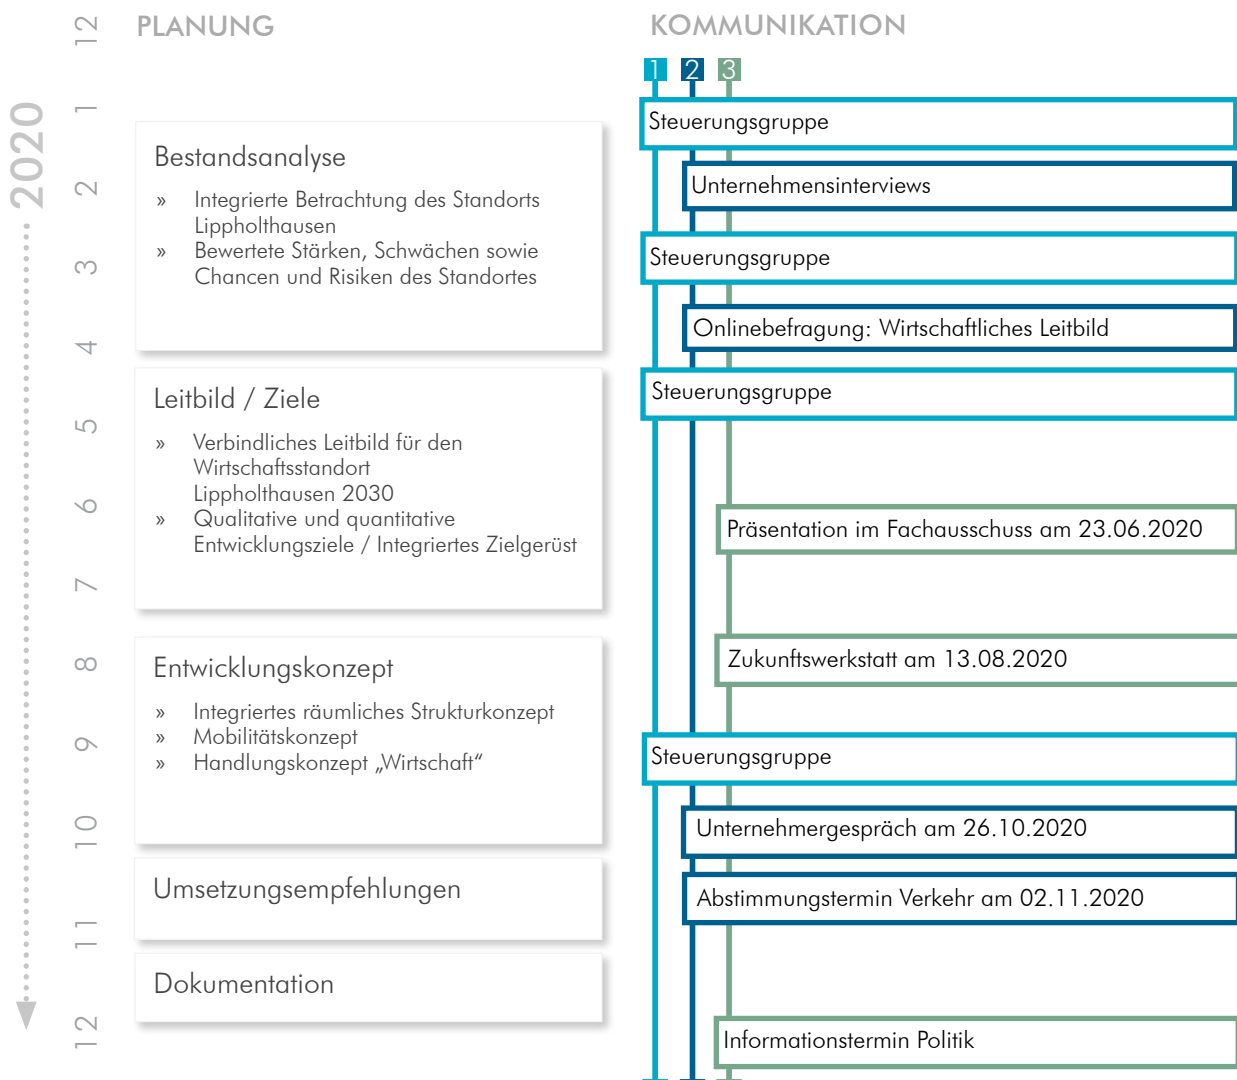 PLANUNG
KOMMUNIKATION
2020
12
1
2
3
4
5
6
7
8
9
10
11
12
Bestandsanalyse
» Integrierte Betrachtung des Standorts
Lippholthausen
» Bewertete Stärken, Schwächen sowie
Chancen und Risiken des Standortes
Leitbild / Ziele
» Verbindliches Leitbild für den
Wirtschaftsstandort
Lippholthausen 2030
» Qualitative und quantitative
Entwicklungsziele / Integriertes Zielgerüst
Entwicklungskonzept
» Integriertes räumliches Strukturkonzept
» Mobilitätskonzept
» Handlungskonzept „Wirtschaft“
Umsetzungsempfehlungen
Dokumentation
1 2 3
Steuerungsgruppe
Unternehmensinterviews
Steuerungsgruppe
Onlinebefragung: Wirtschaftliches Leitbild
Steuerungsgruppe
Präsentation im Fachausschuss am 23.06.2020
Zukunftswerkstatt am 13.08.2020
Steuerungsgruppe
Unternehmergespräch am 26.10.2020
Abstimmungstermin Verkehr am 02.11.2020
Informationstermin Politik